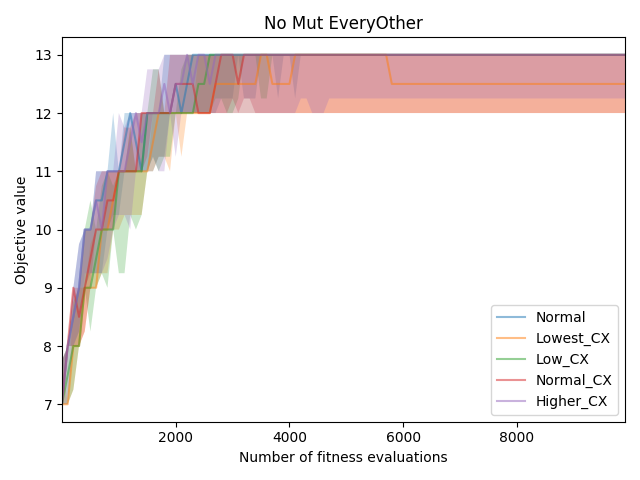 No Mut EveryOther
Objective value
13
12
11
10
9
8
7
Normal
Lowest_CX
Low_CX
Normal_CX
Higher_CX
2000 4000 6000 8000
Number of fitness evaluations